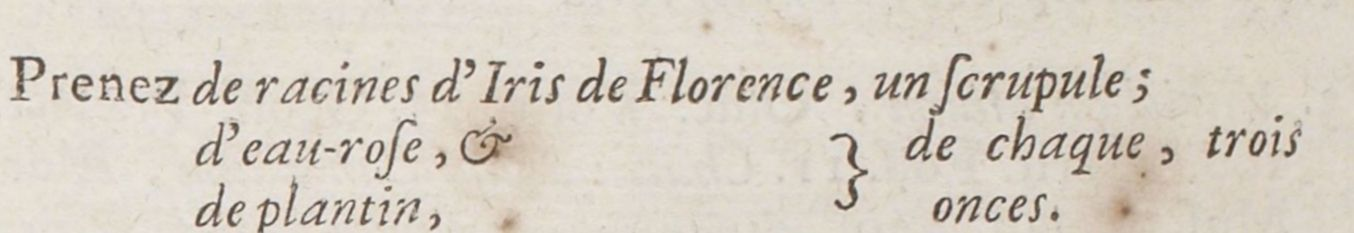 Prenez de racines d'Iris de Florence, un ſcrupule;
d'eau-roſe, & } de chaque, trois
de plantin, onces.